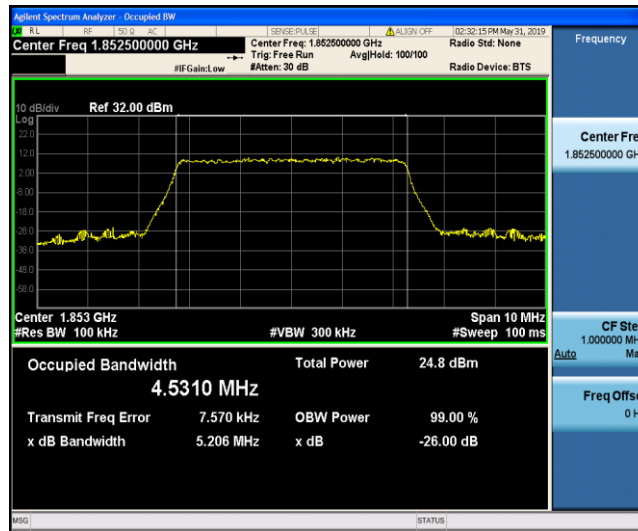 Agilent Spectrum Analyzer - Occupied BW
RL RF 50 Ω AC SENSE:PULSE ALIGN OFF 02:32:15 PM May 31, 2019
Center Freq 1.852500000 GHz
Center Freq: 1.852500000 GHz
Radio Std: None
Trig: Free Run Avg|Hold: 100/100
#IFGain:Low #Atten: 30 dB Radio Device: BTS
10 dB/div Ref 32.00 dBm
Log
22.0
12.0
2.00
-8.00
-18.0
-28.0
-38.0
-48.0
-58.0
Center 1.853 GHz Span 10 MHz
#Res BW 100 kHz #VBW 300 kHz #Sweep 100 ms
Occupied Bandwidth Total Power 24.8 dBm
4.5310 MHz
Transmit Freq Error 7.570 kHz OBW Power 99.00 %
x dB Bandwidth 5.206 MHz x dB -26.00 dB
MSG STATUS
Frequency
Center Fre
1.852500000 GH
CF Ste
1.000000 MH
Auto Ma
Freq Offse
0 H